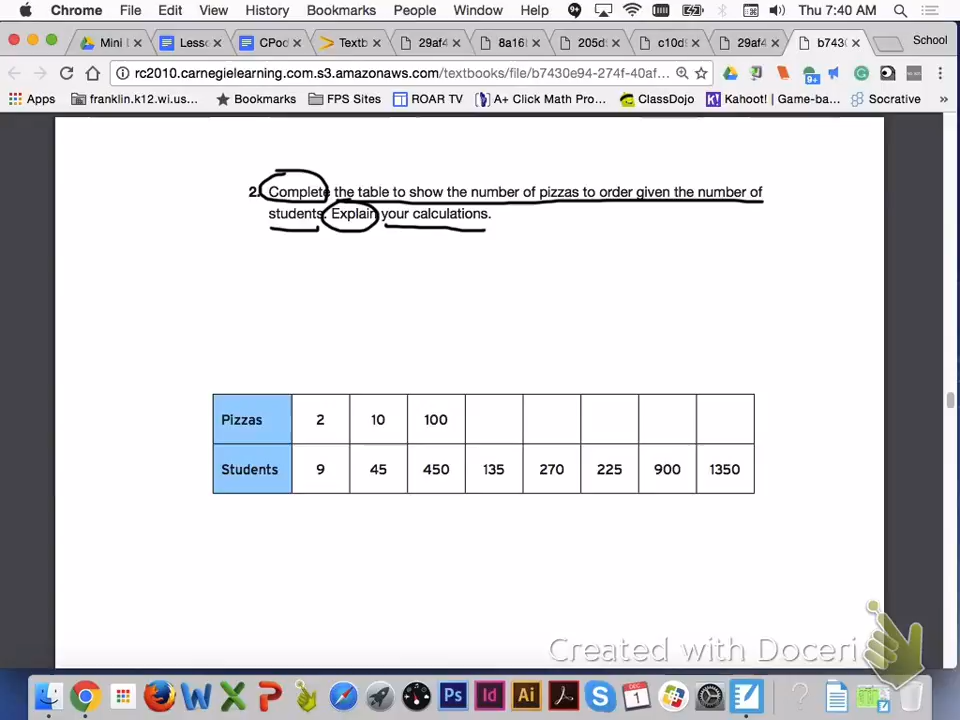 Chrome File Edit View History Bookmarks People Window Help Thu 7:40 AM
Mini L Lesso CPod Textb 29af4 8a16 205d c10d 29af4 b7430 School
rc2010.carnegielearning.com.s3.amazonaws.com/textbooks/file/b7430e94-274f-40af...
Apps franklin.k12.wi.us... Bookmarks FPS Sites ROAR TV A+ Click Math Pro... ClassDojo Kahoot! | Game-ba... Socrative »
2. Complete the table to show the number of pizzas to order given the number of
students. Explain your calculations.
Pizzas 2 10 100
Students 9 45 450 135 270 225 900 1350
Created with Doceri